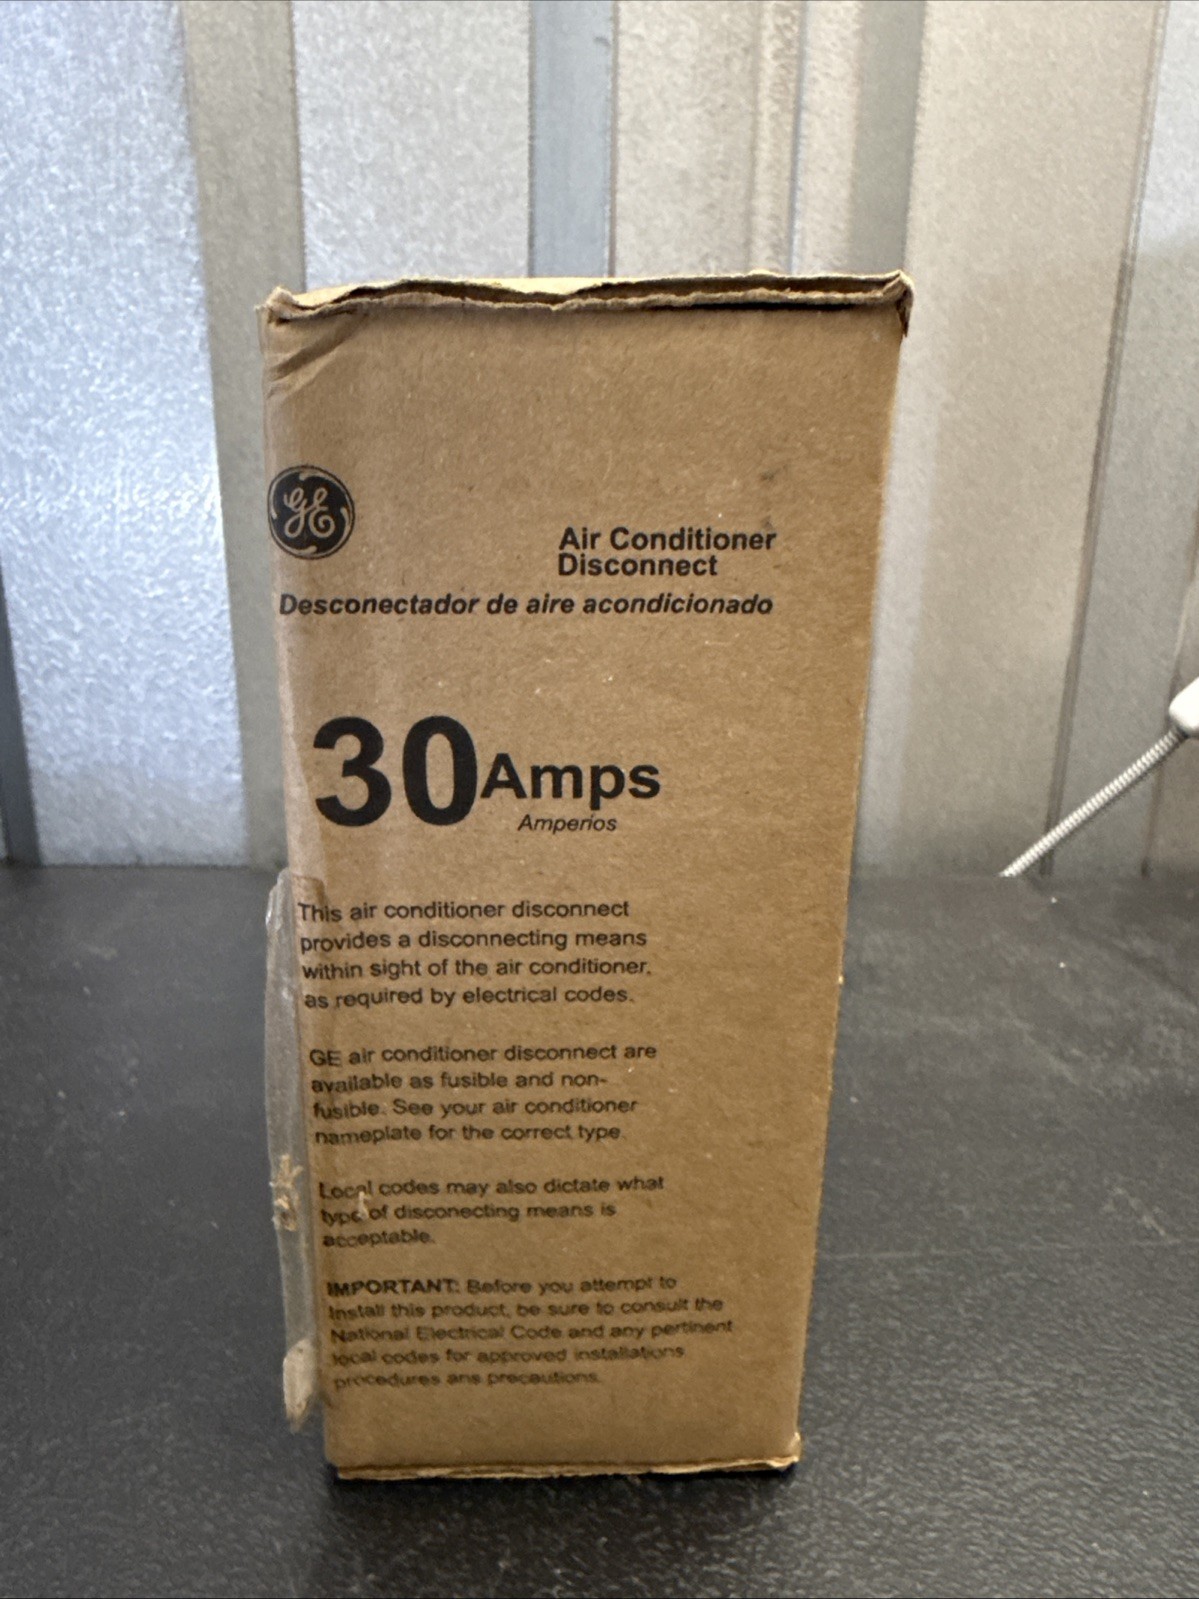 GE
Air Conditioner
Disconnect
Desconectador de aire acondicionado
30 Amps
Amperios
This air conditioner disconnect
provides a disconnecting means
within sight of the air conditioner,
as required by electrical codes.
GE air conditioner disconnect are
available as fusible and non-
fusible. See your air conditioner
nameplate for the correct type.
Local codes may also dictate what
type of disconecting means is
acceptable.
IMPORTANT: Before you attempt to
install this product, be sure to consult the
National Electrical Code and any pertinent
local codes for approved installations
procedures ans precautions.